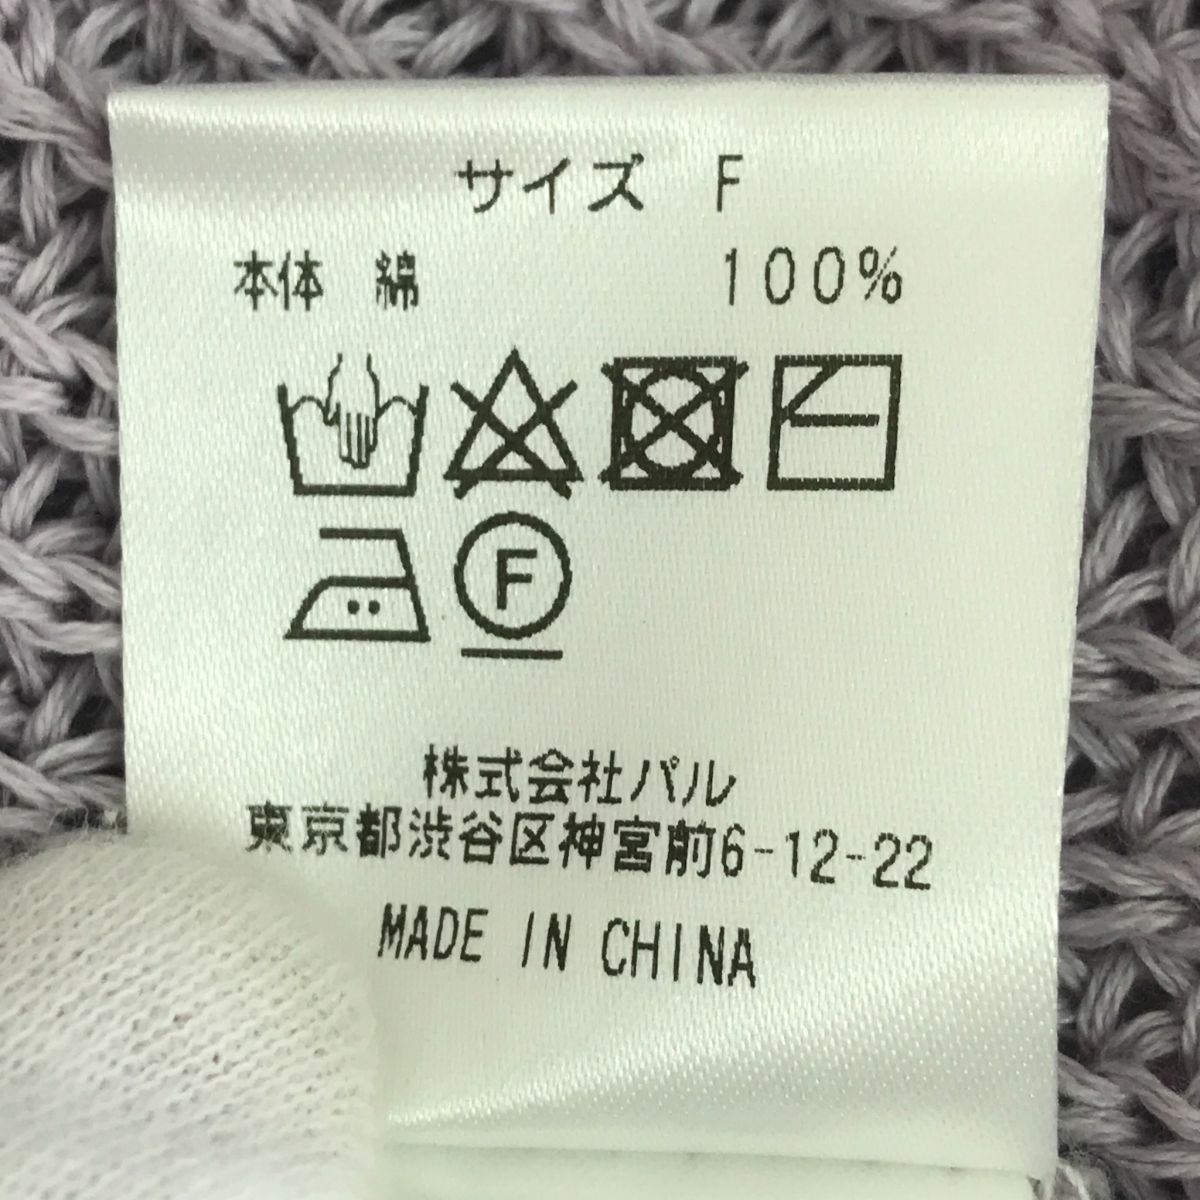 サイズ F
本体 綿 100%
F
株式会社パル
東京都渋谷区神宮前6-12-22
MADE IN CHINA